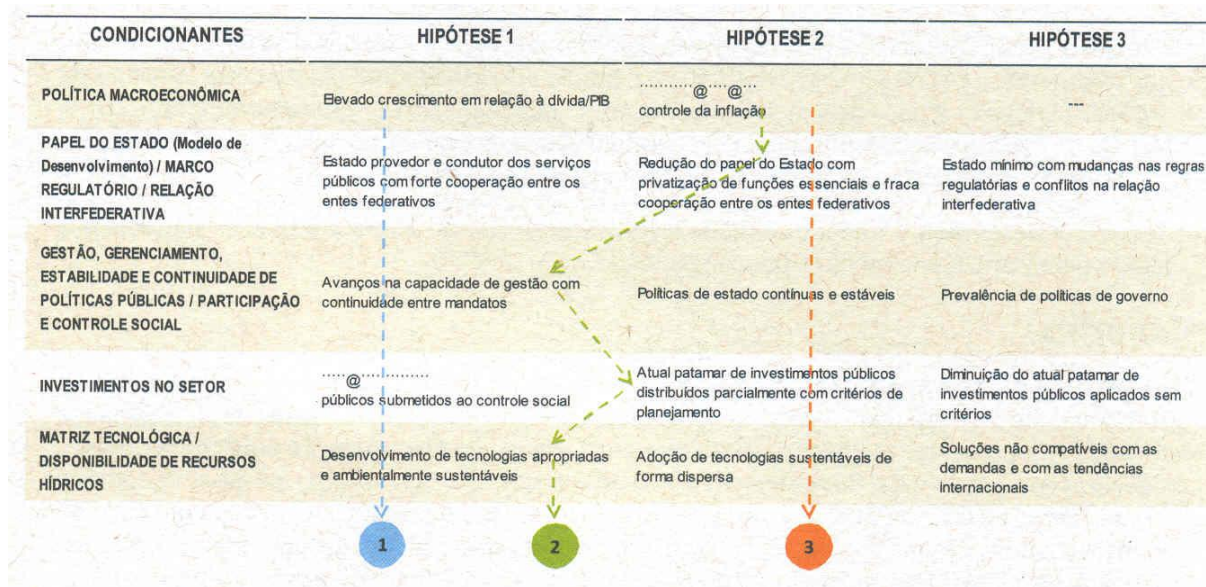 CONDICIONANTES
HIPÓTESE 1
HIPÓTESE 2
HIPÓTESE 3
POLÍTICA MACROECONÔMICA
Elevado crescimento em relação à dívida/PIB
.........@....@...
controle da inflação
---
PAPEL DO ESTADO (Modelo de
Desenvolvimento) / MARCO
REGULATÓRIO / RELAÇÃO
INTERFEDERATIVA
Estado provedor e condutor dos serviços
públicos com forte cooperação entre os
entes federativos
Redução do papel do Estado com
privatização de funções essenciais e fraca
cooperação entre os entes federativos
Estado mínimo com mudanças nas regras
regulatórias e conflitos na relação
interfederativa
GESTÃO, GERENCIAMENTO,
ESTABILIDADE E CONTINUIDADE DE
POLÍTICAS PÚBLICAS / PARTICIPAÇÃO
E CONTROLE SOCIAL
Avanços na capacidade de gestão com
continuidade entre mandatos
Políticas de estado contínuas e estáveis
Prevalência de políticas de governo
INVESTIMENTOS NO SETOR
....@..............
públicos submetidos ao controle social
Atual patamar de investimentos públicos
distribuídos parcialmente com critérios de
planejamento
Diminuição do atual patamar de
investimentos públicos aplicados sem
critérios
MATRIZ TECNOLÓGICA /
DISPONIBILIDADE DE RECURSOS
HÍDRICOS
Desenvolvimento de tecnologias apropriadas
e ambientalmente sustentáveis
Adoção de tecnologias sustentáveis de
forma dispersa
Soluções não compatíveis com as
demandas e com as tendências
internacionais
1
2
3